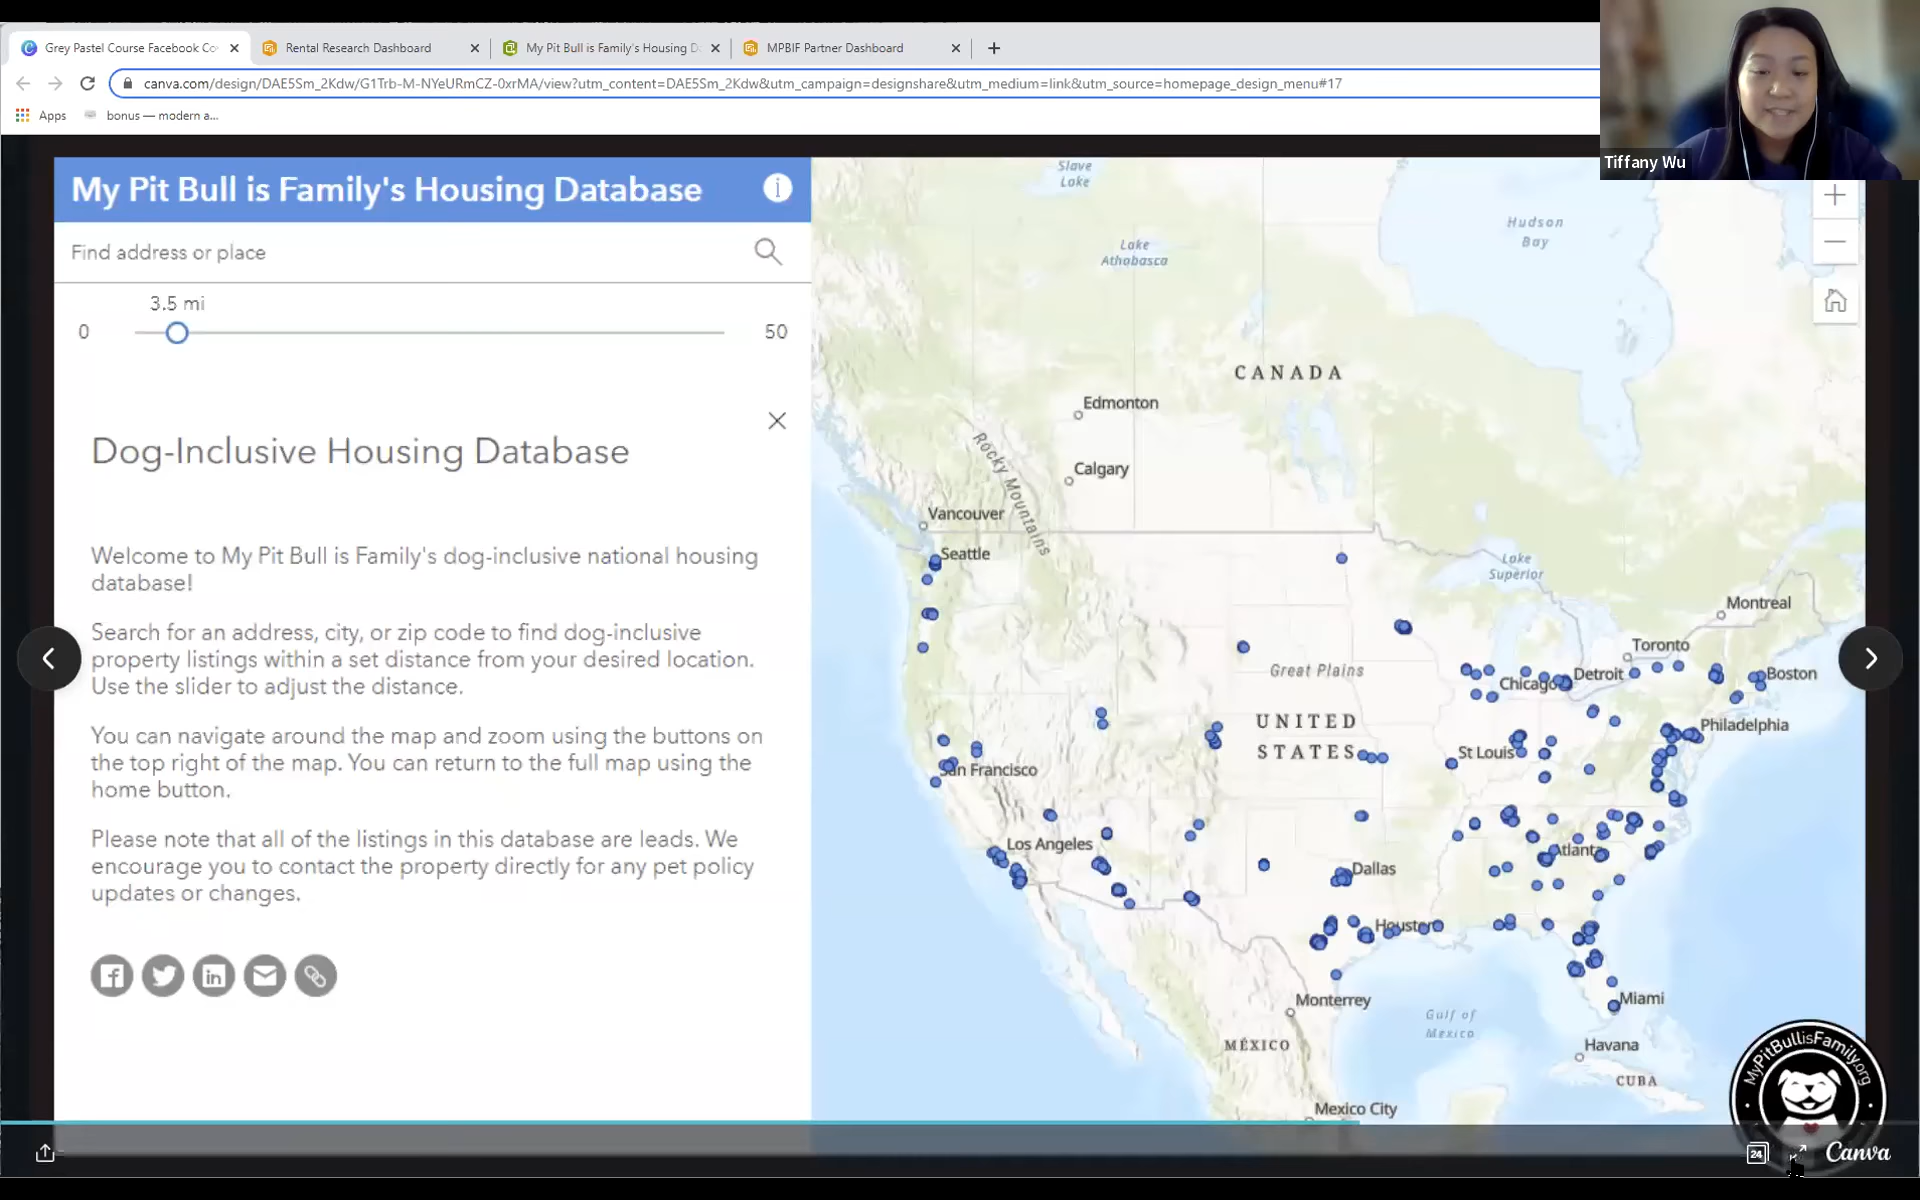 Grey Pastel Course Facebook Co
Rental Research Dashboard
My Pit Bull is Family's Housing D
MPBIF Partner Dashboard
canva.com/design/DAE5Sm_2Kdw/G1Trb-M-NYeURmCZ-0xrMA/view?utm_content=DAE5Sm_2Kdw&utm_campaign=designshare&utm_medium=link&utm_source=homepage_design_menu#17
Apps
bonus — modern a...
Tiffany Wu
My Pit Bull is Family's Housing Database
i
Find address or place
3.5 mi
0
50
Dog-Inclusive Housing Database
Welcome to My Pit Bull is Family's dog-inclusive national housing
database!
Search for an address, city, or zip code to find dog-inclusive
property listings within a set distance from your desired location.
Use the slider to adjust the distance.
You can navigate around the map and zoom using the buttons on
the top right of the map. You can return to the full map using the
home button.
Please note that all of the listings in this database are leads. We
encourage you to contact the property directly for any pet policy
updates or changes.
Slave
Lake
Lake
Athabasca
Hudson
Bay
CANADA
Edmonton
Calgary
Rocky Mountains
Vancouver
Seattle
Lake
Superior
Montreal
Toronto
Great Plains
Chicago
Detroit
Boston
UNITED
STATES
St Louis
Philadelphia
San Francisco
Los Angeles
Atlanta
Dallas
Houston
Monterrey
Miami
Gulf of
Mexico
MÉXICO
Havana
CUBA
Mexico City
MyPitBullisFamily.org
24
Canva